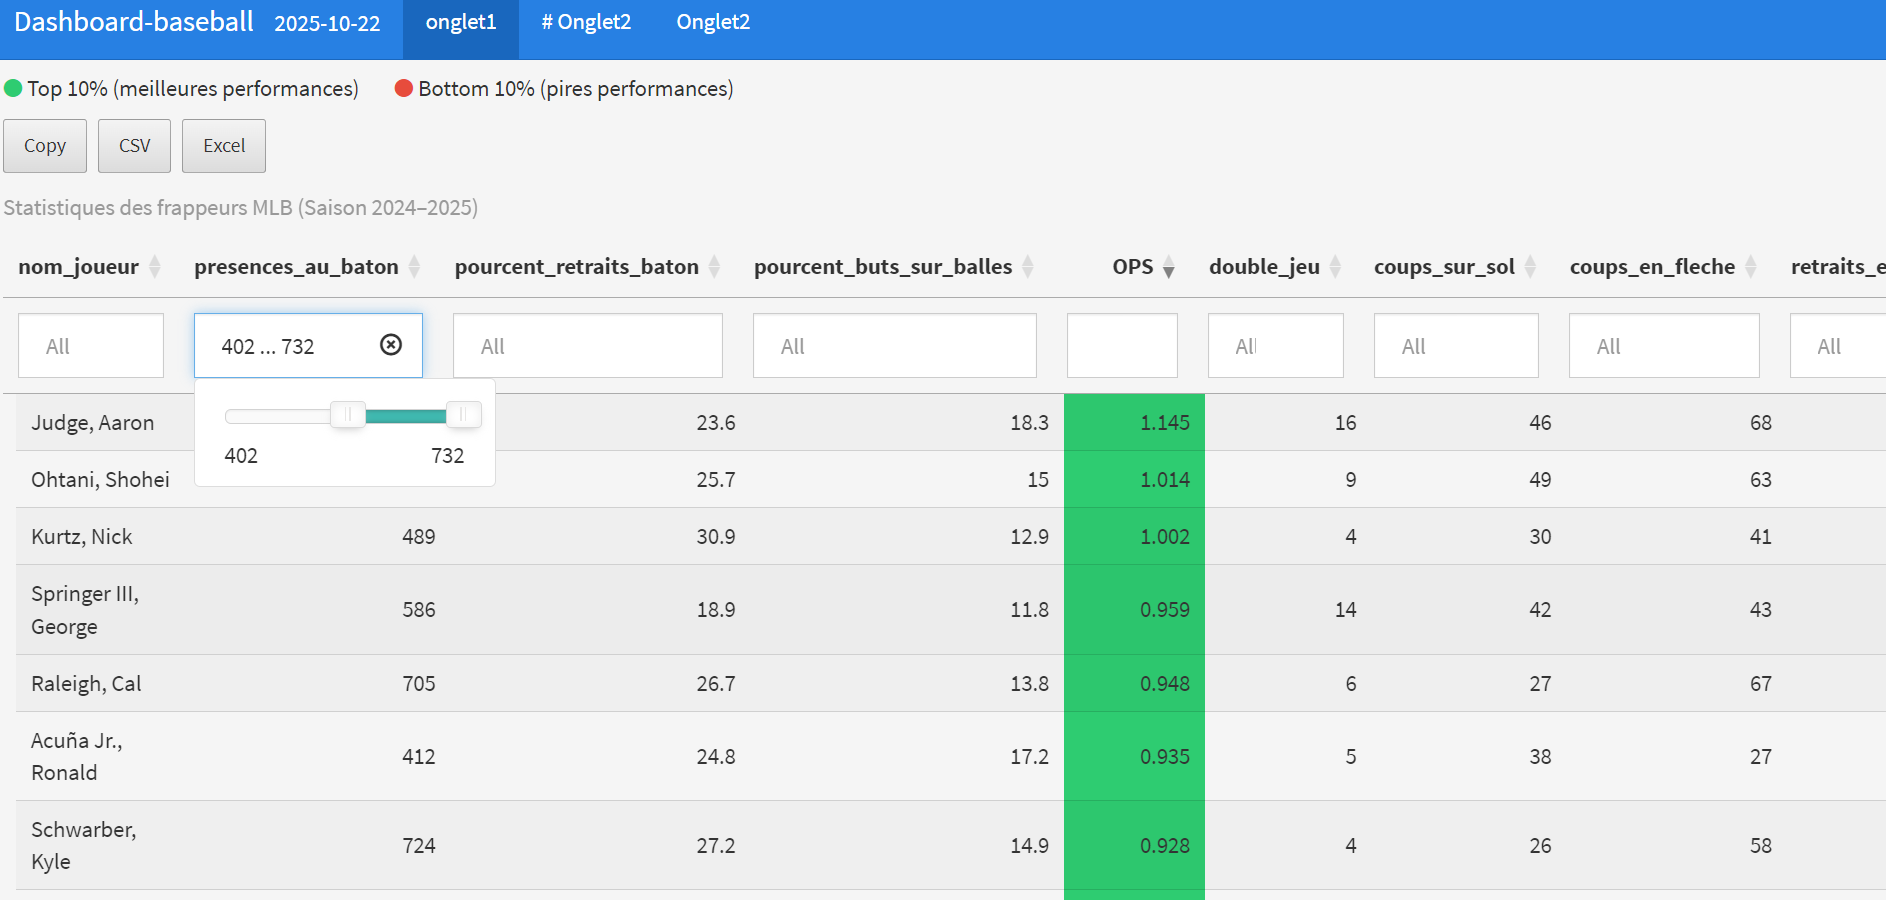 Dashboard-baseball 2025-10-22 onglet1 # Onglet2 Onglet2
Top 10% (meilleures performances) Bottom 10% (pires performances)
Copy CSV Excel
Statistiques des frappeurs MLB (Saison 2024–2025)
nom_joueur presences_au_baton pourcent_retraits_baton pourcent_buts_sur_balles OPS double_jeu coups_sur_sol coups_en_fleche retraits_e
All 402 ... 732 All All All All All All
402 732
Judge, Aaron 23.6 18.3 1.145 16 46 68
Ohtani, Shohei 25.7 15 1.014 9 49 63
Kurtz, Nick 489 30.9 12.9 1.002 4 30 41
Springer III,
George 586 18.9 11.8 0.959 14 42 43
Raleigh, Cal 705 26.7 13.8 0.948 6 27 67
Acuña Jr.,
Ronald 412 24.8 17.2 0.935 5 38 27
Schwarber,
Kyle 724 27.2 14.9 0.928 4 26 58